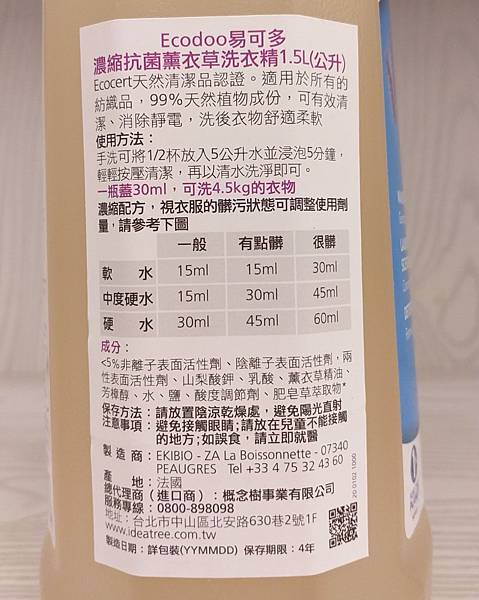 Ecodoo易可多
濃縮抗菌薰衣草洗衣精1.5L(公升)
Ecocert天然清潔品認證。適用於所有的
紡織品，99%天然植物成份，可有效清
潔、消除靜電，洗後衣物舒適柔軟
使用方法：
手洗可將1/2杯放入5公升水並浸泡5分鐘，
輕輕按壓清潔，再以清水洗淨即可。
一瓶蓋30ml，可洗4.5kg的衣物
濃縮配方，視衣服的髒污狀態可調整使用劑
量，請參考下圖
一般 有點髒 很髒
軟水 15ml 15ml 30ml
中度硬水 15ml 30ml 45ml
硬水 30ml 45ml 60ml
成分：
<5%非離子表面活性劑、陰離子表面活性劑，兩
性表面活性劑、山梨酸鉀、乳酸、薰衣草精油、
芳樟醇、水、鹽、酸度調節劑、肥皂草萃取物*
保存方法：請放置陰涼乾燥處，避免陽光直射
注意事項：避免接觸眼睛;請放在兒童不能接觸
的地方;如誤食，請立即就醫
製造商：EKIBIO - ZA La Boissonnette - 07340
PEAUGRES Tel +33 4 75 32 43 60
產地：法國
總代理商（進口商）：概念樹事業有限公司
服務專線：0800-898098
地址：台北市中山區北安路630巷2號1F
www.ideatree.com.tw
製造日期：詳包裝(YYMMDD) 保存期限：4年
20 0102 1000